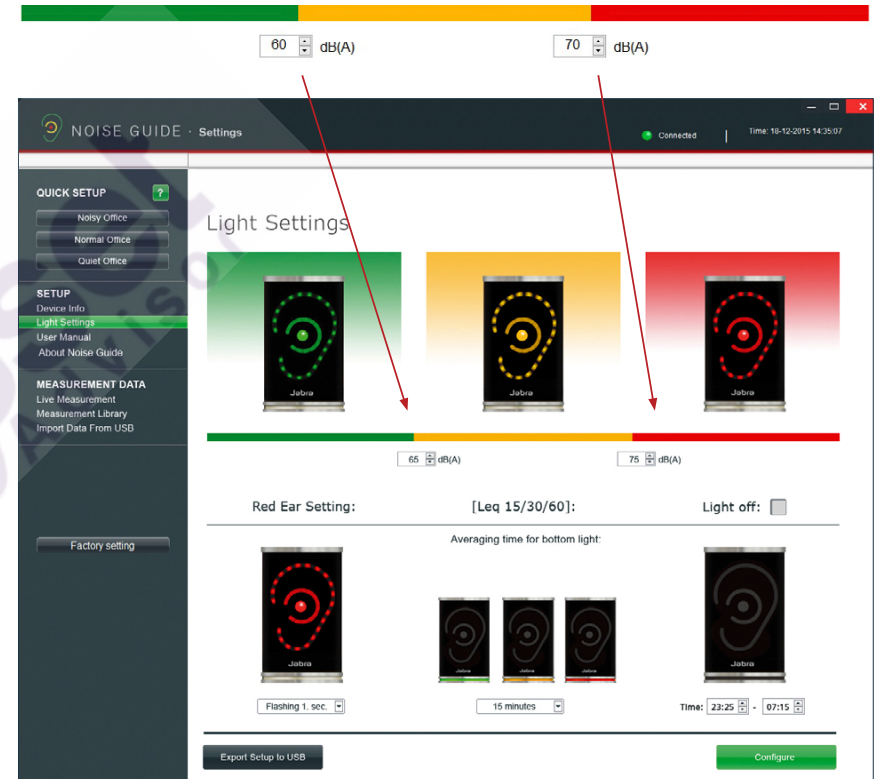 60 dB(A) 70 dB(A)
NOISE GUIDE · Settings
Connected | Time: 18-12-2015 14:35:07
QUICK SETUP ?
Noisy Office
Normal Office
Quiet Office
SETUP
Device Info
Light Settings
User Manual
About Noise Guide
MEASUREMENT DATA
Live Measurement
Measurement Library
Import Data From USB
Factory setting
Light Settings
Jabra Jabra Jabra
65 dB(A) 75 dB(A)
Red Ear Setting: [Leq 15/30/60]: Light off:
Averaging time for bottom light:
Jabra Jabra Jabra Jabra Jabra
Flashing 1. sec. 15 minutes Time: 23:25 - 07:15
Export Setup to USB Configure